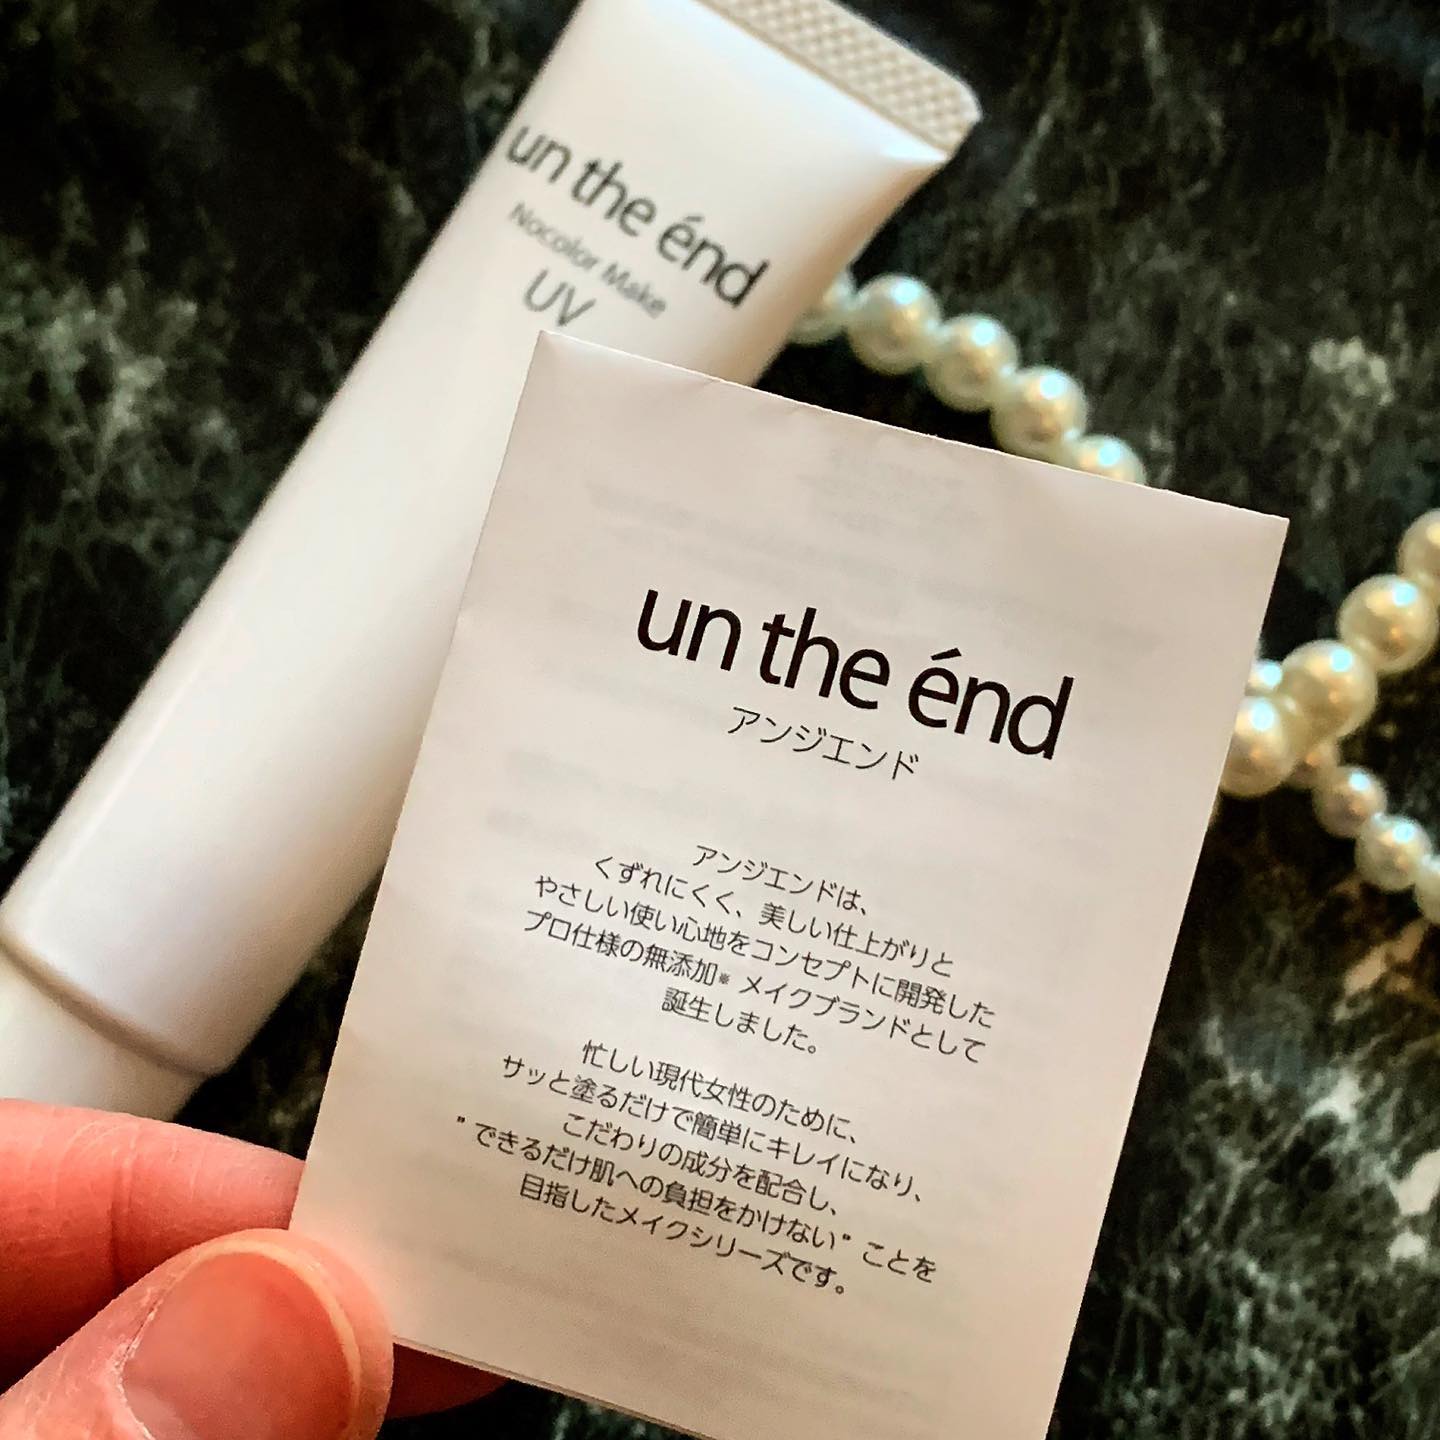 un the énd
Nocolor Make
UV
un the énd
アンジエンド
アンジエンドは、
くずれにくく、美しい仕上がりと
やさしい使い心地をコンセプトに開発した
プロ仕様の無添加※ メイクブランドとして
誕生しました。
忙しい現代女性のために、
サッと塗るだけで簡単にキレイになり、
こだわりの成分を配合し、
"できるだけ肌への負担をかけない" ことを
目指したメイクシリーズです。